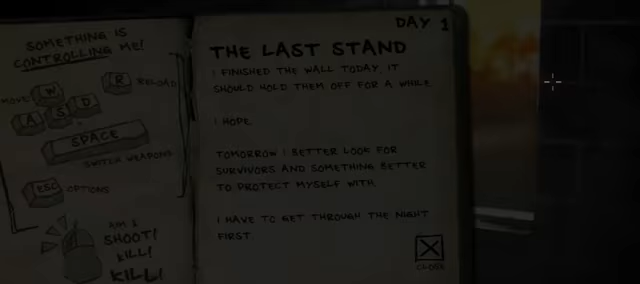 SOMETHING IS
CONTROLLING ME!
MOVE
W
A
S
D
R
RELOAD
SPACE
SWITCH WEAPONS
ESC
OPTIONS
AIM &
SHOOT!
KILL!
KILL!
DAY 1
THE LAST STAND
I FINISHED THE WALL TODAY, IT
SHOULD HOLD THEM OFF FOR A WHILE.
I HOPE.
TOMORROW I BETTER LOOK FOR
SURVIVORS AND SOMETHING BETTER
TO PROTECT MYSELF WITH.
I HAVE TO GET THROUGH THE NIGHT
FIRST.
CLOSE